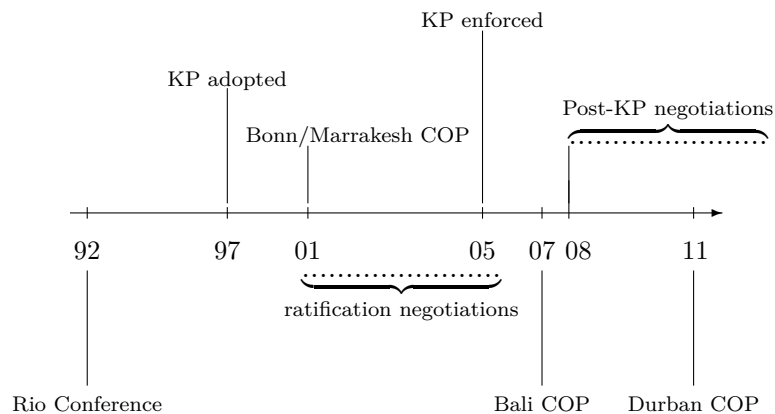 KP enforced
KP adopted
Post-KP negotiations
Bonn/Marrakesh COP
92 97 01 05 07 08 11
ratification negotiations
Rio Conference Bali COP Durban COP